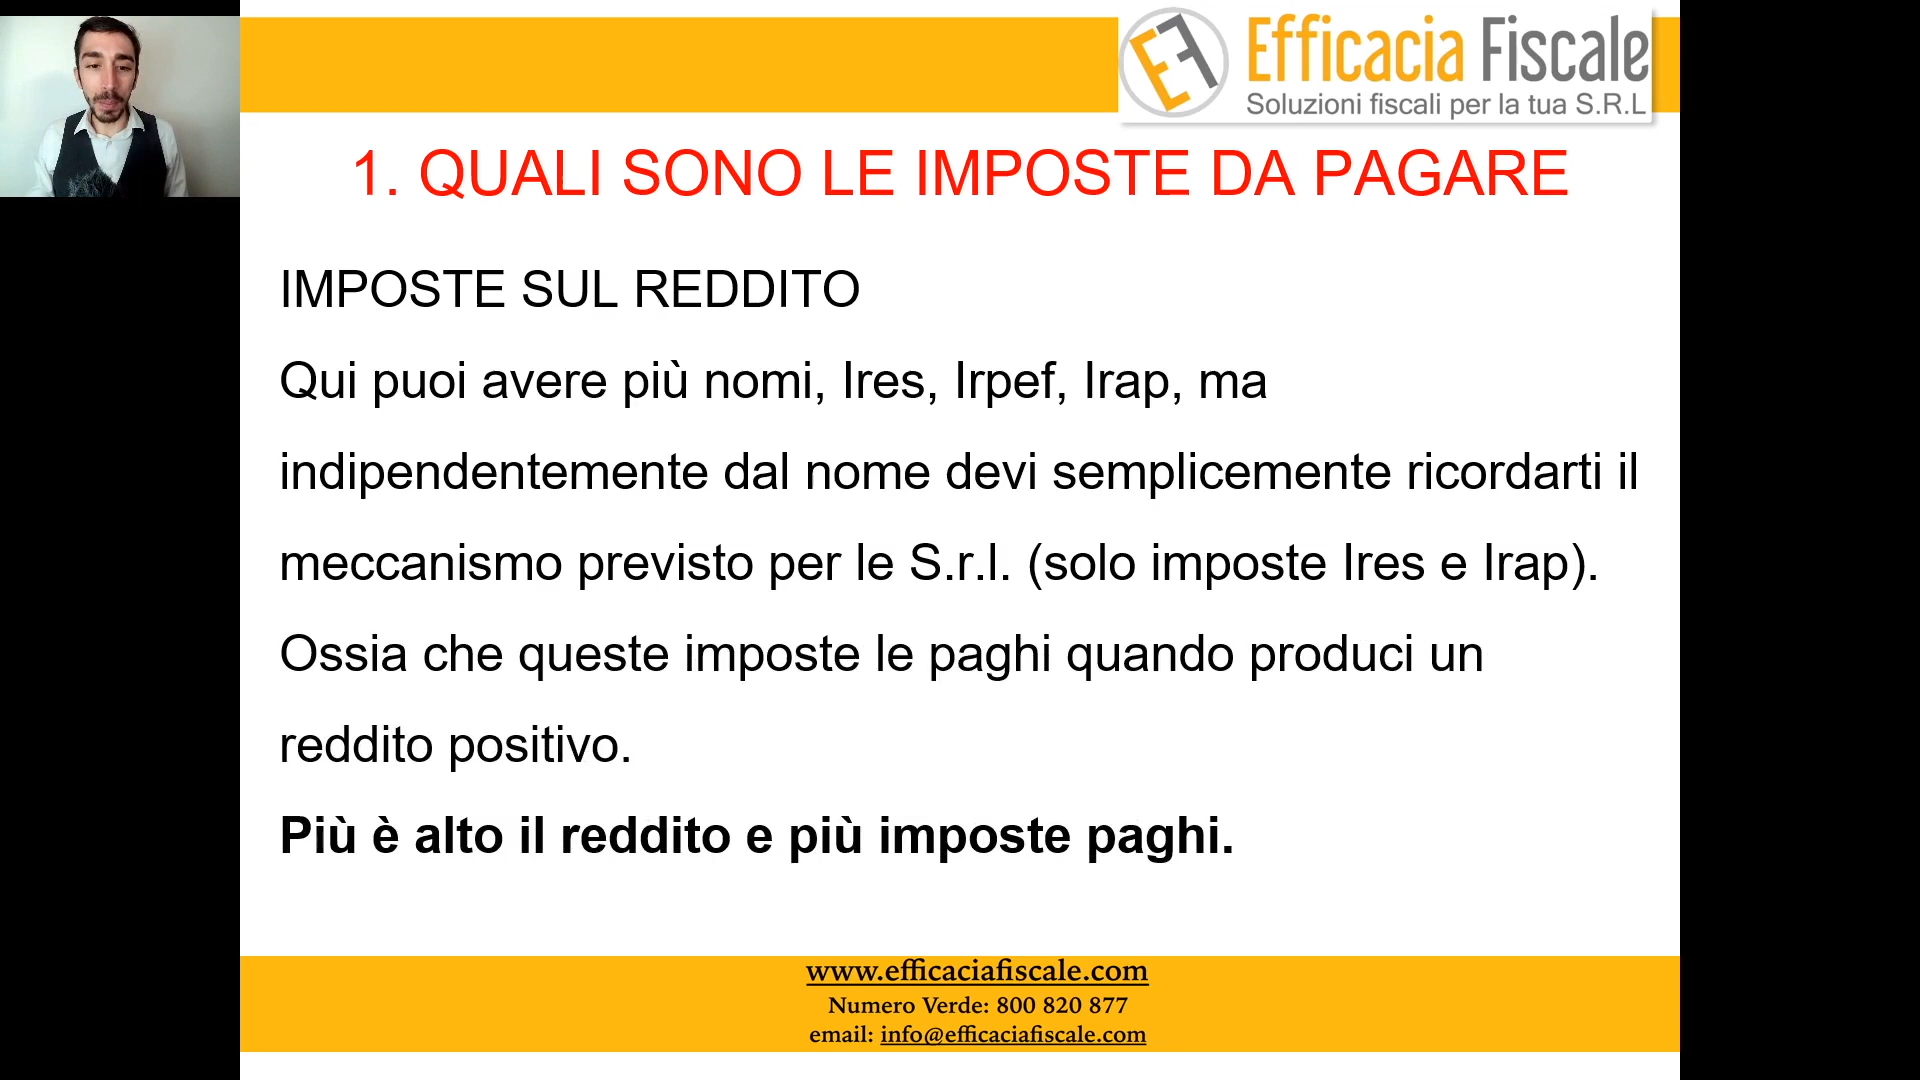 EF Efficacia Fiscale
Soluzioni fiscali per la tua S.R.L
1. QUALI SONO LE IMPOSTE DA PAGARE
IMPOSTE SUL REDDITO
Qui puoi avere più nomi, Ires, Irpef, Irap, ma
indipendentemente dal nome devi semplicemente ricordarti il
meccanismo previsto per le S.r.l. (solo imposte Ires e Irap).
Ossia che queste imposte le paghi quando produci un
reddito positivo.
Più è alto il reddito e più imposte paghi.
www.efficaciafiscale.com
Numero Verde: 800 820 877
email: info@efficaciafiscale.com